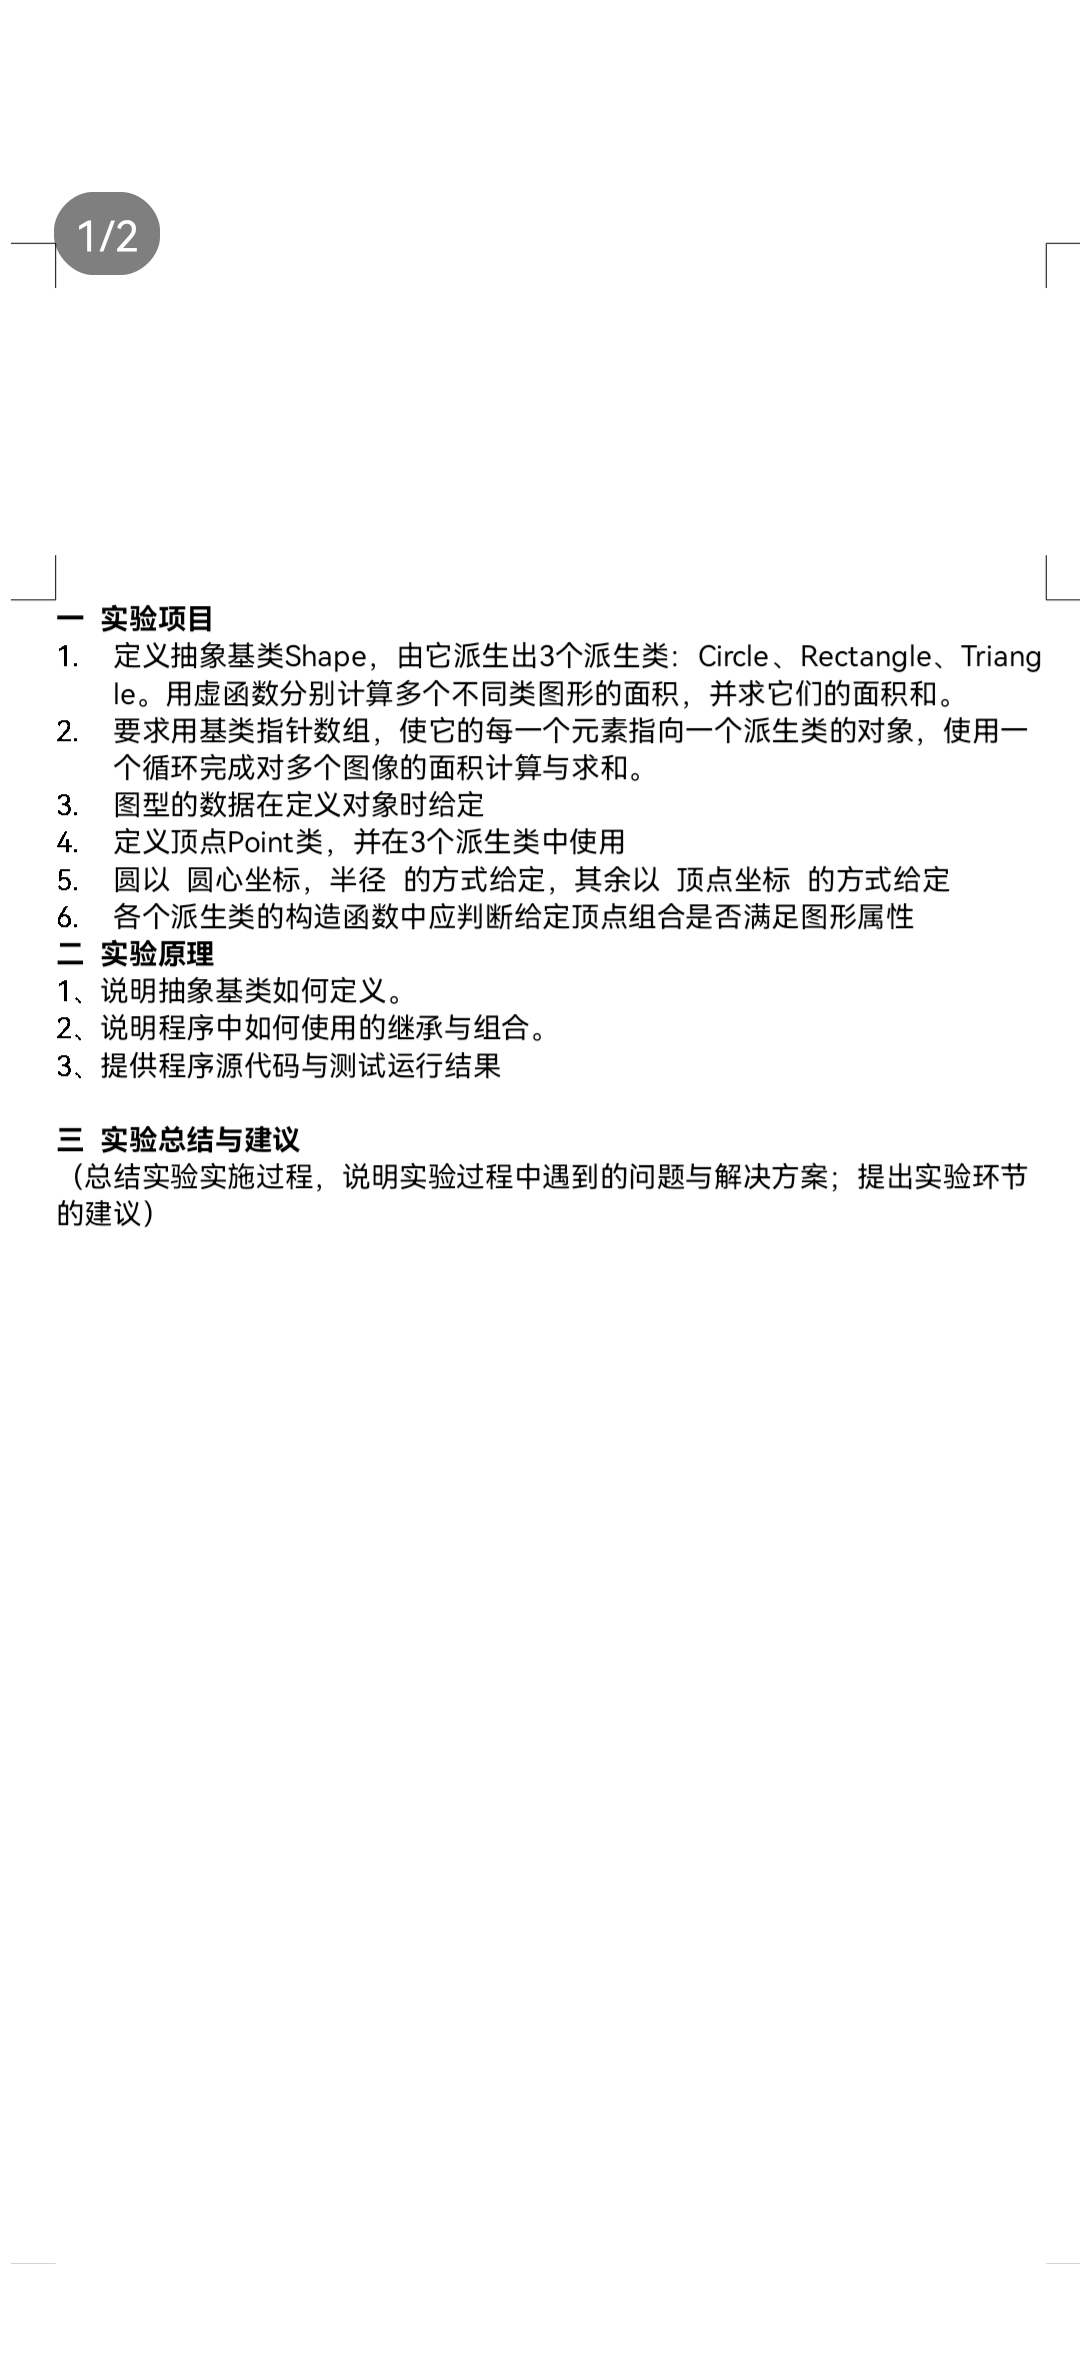 1/2
一 实验项目
1. 定义抽象基类Shape，由它派生出3个派生类：Circle、Rectangle、Triang
le。用虚函数分别计算多个不同类图形的面积，并求它们的面积和。
2. 要求用基类指针数组，使它的每一个元素指向一个派生类的对象，使用一
个循环完成对多个图像的面积计算与求和。
3. 图型的数据在定义对象时给定
4. 定义顶点Point类，并在3个派生类中使用
5. 圆以 圆心坐标，半径 的方式给定，其余以 顶点坐标 的方式给定
6. 各个派生类的构造函数中应判断给定顶点组合是否满足图形属性
二 实验原理
1、说明抽象基类如何定义。
2、说明程序中如何使用的继承与组合。
3、提供程序源代码与测试运行结果
三 实验总结与建议
（总结实验实施过程，说明实验过程中遇到的问题与解决方案；提出实验环节
的建议）